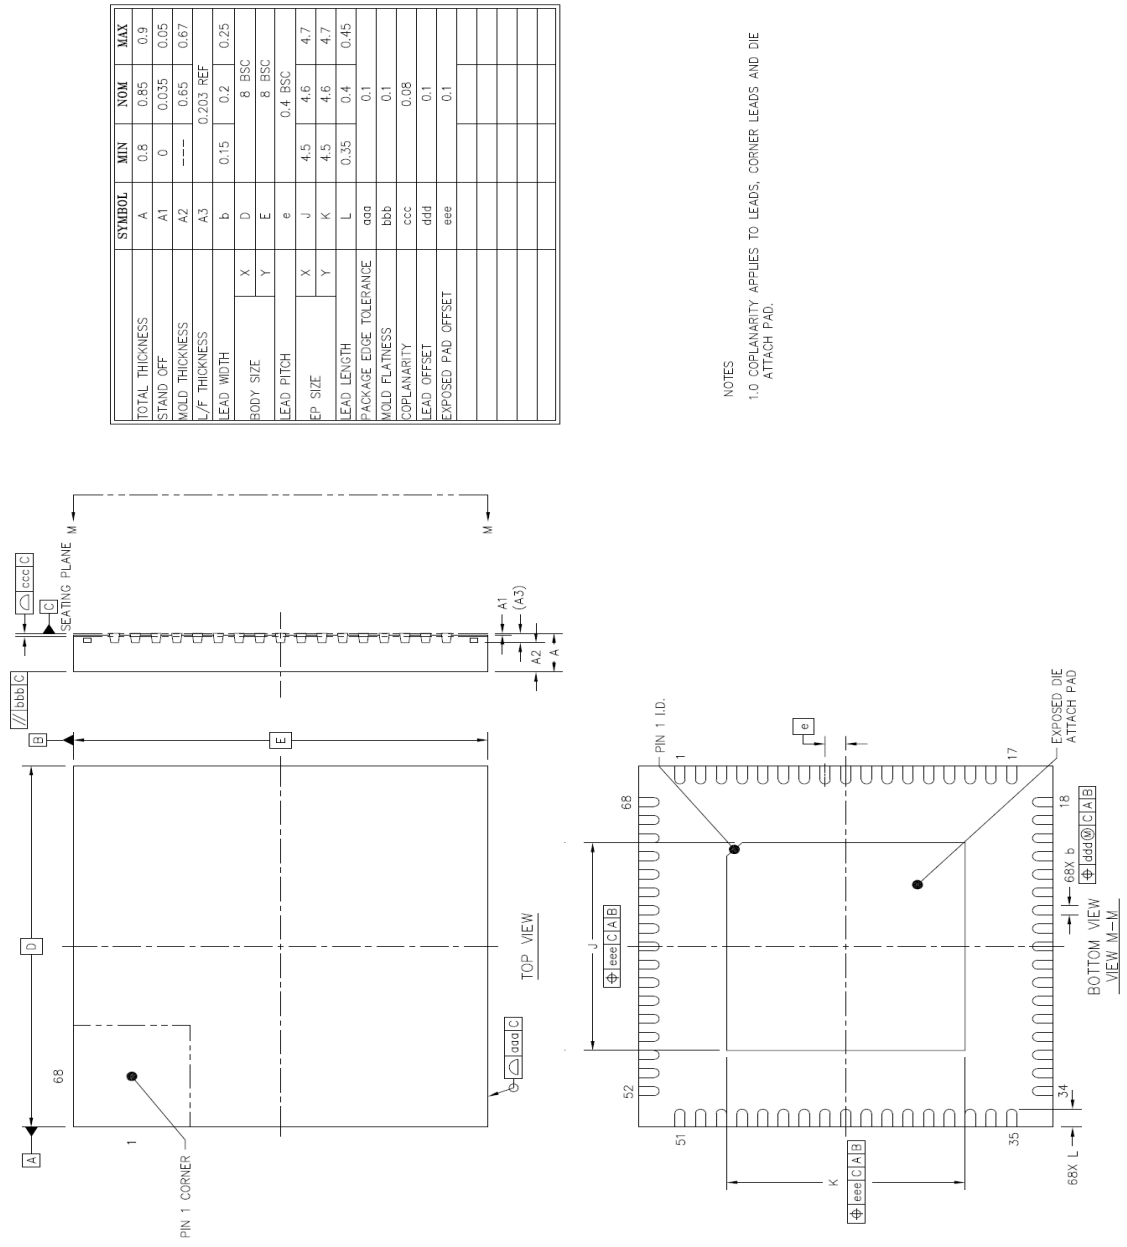 SYMBOL MIN NOM MAX
TOTAL THICKNESS A 0.8 0.85 0.9
STAND OFF A1 0 0.035 0.05
MOLD THICKNESS A2 --- 0.65 0.67
L/F THICKNESS A3 0.203 REF
LEAD WIDTH b 0.15 0.2 0.25
BODY SIZE X D 8 BSC
Y E 8 BSC
LEAD PITCH e 0.4 BSC
EP SIZE X J 4.5 4.6 4.7
Y K 4.5 4.6 4.7
LEAD LENGTH L 0.35 0.4 0.45
PACKAGE EDGE TOLERANCE aaa 0.1
MOLD FLATNESS bbb 0.1
COPLANARITY ccc 0.08
LEAD OFFSET ddd 0.1
EXPOSED PAD OFFSET eee 0.1
NOTES
1.0 COPLANARITY APPLIES TO LEADS, CORNER LEADS AND DIE
ATTACH PAD.
A
D
B
// bbb C
ccc C
C
SEATING PLANE
M
M
68
1
PIN 1 CORNER
E
aaa C
TOP VIEW
A1
(A3)
A2
A
PIN 1 I.D.
e
EXPOSED DIE
ATTACH PAD
68
1
17
18
52
51
35
34
J
eee C A B
K
eee C A B
68X b
ddd Ⓜ C A B
68X L
BOTTOM VIEW
VIEW M-M